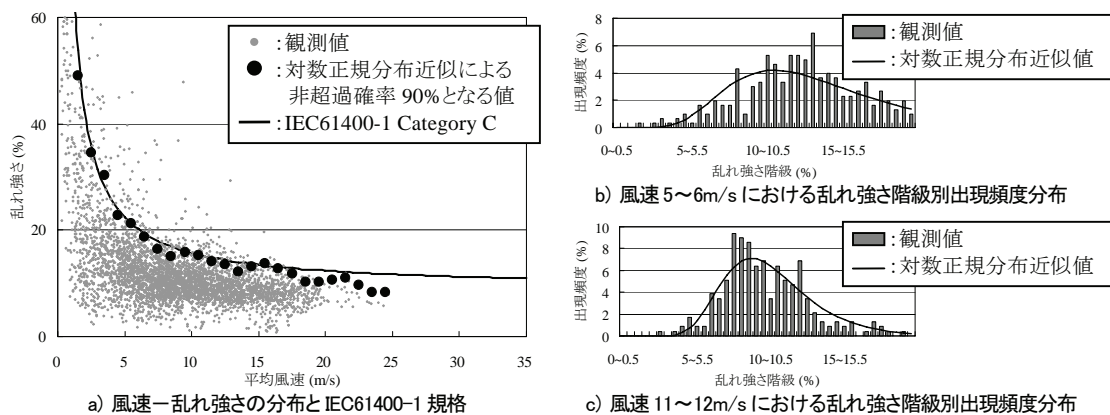 60
40
20
0
乱れ強さ(%)
●:観測値
●:対数正規分布近似による
非超過確率 90%となる値
—:IEC61400-1 Category C
0 5 10 15 20 25 30 35
平均風速 (m/s)
a) 風速－乱れ強さの分布とIEC61400-1 規格
8
6
4
2
0
出現頻度 (%)
:観測値
:対数正規分布近似値
0~0.5 5~5.5 10~10.5 15~15.5
乱れ強さ階級 (%)
b) 風速 5～6m/s における乱れ強さ階級別出現頻度分布
10
8
6
4
2
0
出現頻度 (%)
:観測値
:対数正規分布近似値
0~0.5 5~5.5 10~10.5 15~15.5
乱れ強さ階級 (%)
c) 風速 11～12m/s における乱れ強さ階級別出現頻度分布